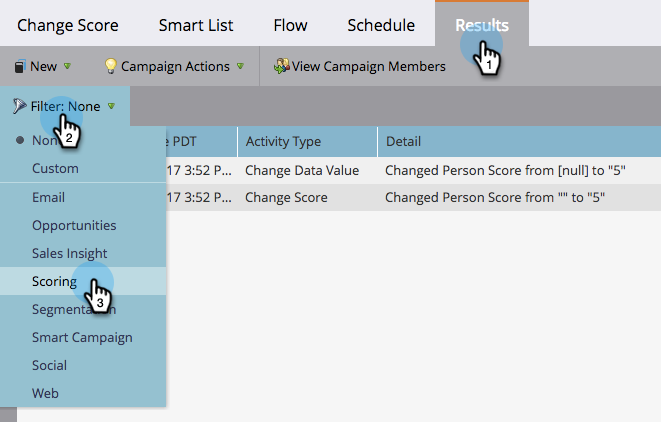 Change Score Smart List Flow Schedule Results
1
New Campaign Actions View Campaign Members
Filter: None
2
None PDT Activity Type Detail
Custom 17 3:52 P... Change Data Value Changed Person Score from [null] to "5"
Email 17 3:52 P... Change Score Changed Person Score from "" to "5"
Opportunities
Sales Insight
Scoring
3
Segmentation
Smart Campaign
Social
Web